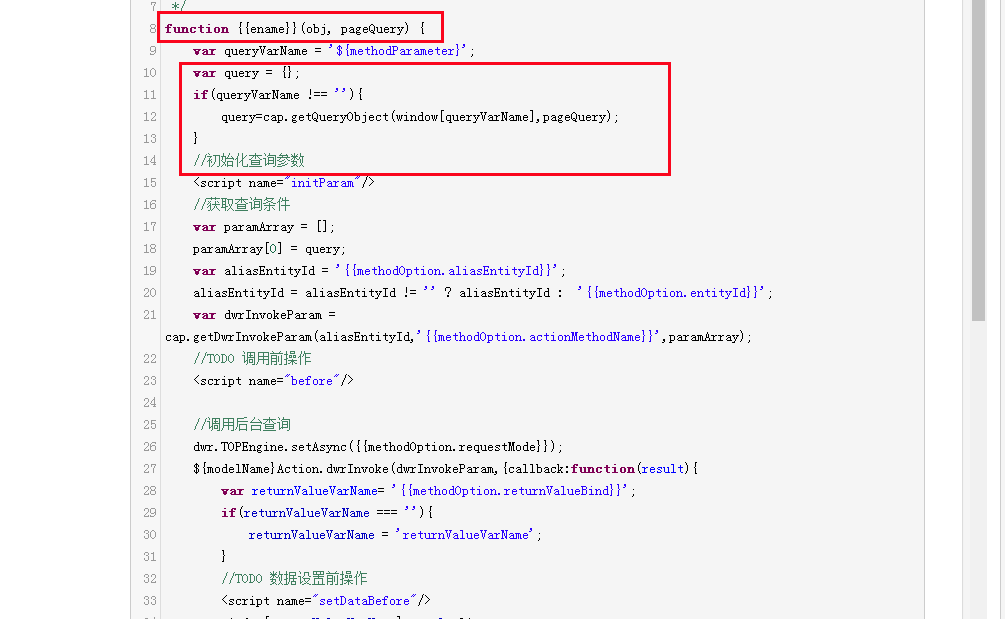 7 */
8 function {{ename}}(obj, pageQuery) {
9 var queryVarName = '${methodParameter}';
10 var query = {};
11 if(queryVarName !== ''){
12 query=cap.getQueryObject(window[queryVarName],pageQuery);
13 }
14 //初始化查询参数
15 <script name="initParam"/>
16 //获取查询条件
17 var paramArray = [];
18 paramArray[0] = query;
19 var aliasEntityId = '{{methodOption.aliasEntityId}}';
20 aliasEntityId = aliasEntityId != '' ? aliasEntityId : '{{methodOption.entityId}}';
21 var dwrInvokeParam =
cap.getDwrInvokeParam(aliasEntityId,'{{methodOption.actionMethodName}}',paramArray);
22 //TODO 调用前操作
23 <script name="before"/>
24
25 //调用后台查询
26 dwr.TOPEngine.setAsync({{methodOption.requestMode}});
27 ${modelName}Action.dwrInvoke(dwrInvokeParam,{callback:function(result){
28 var returnValueVarName= '{{methodOption.returnValueBind}}';
29 if(returnValueVarName === ''){
30 returnValueVarName = 'returnValueVarName';
31 }
32 //TODO 数据设置前操作
33 <script name="setDataBefore"/>